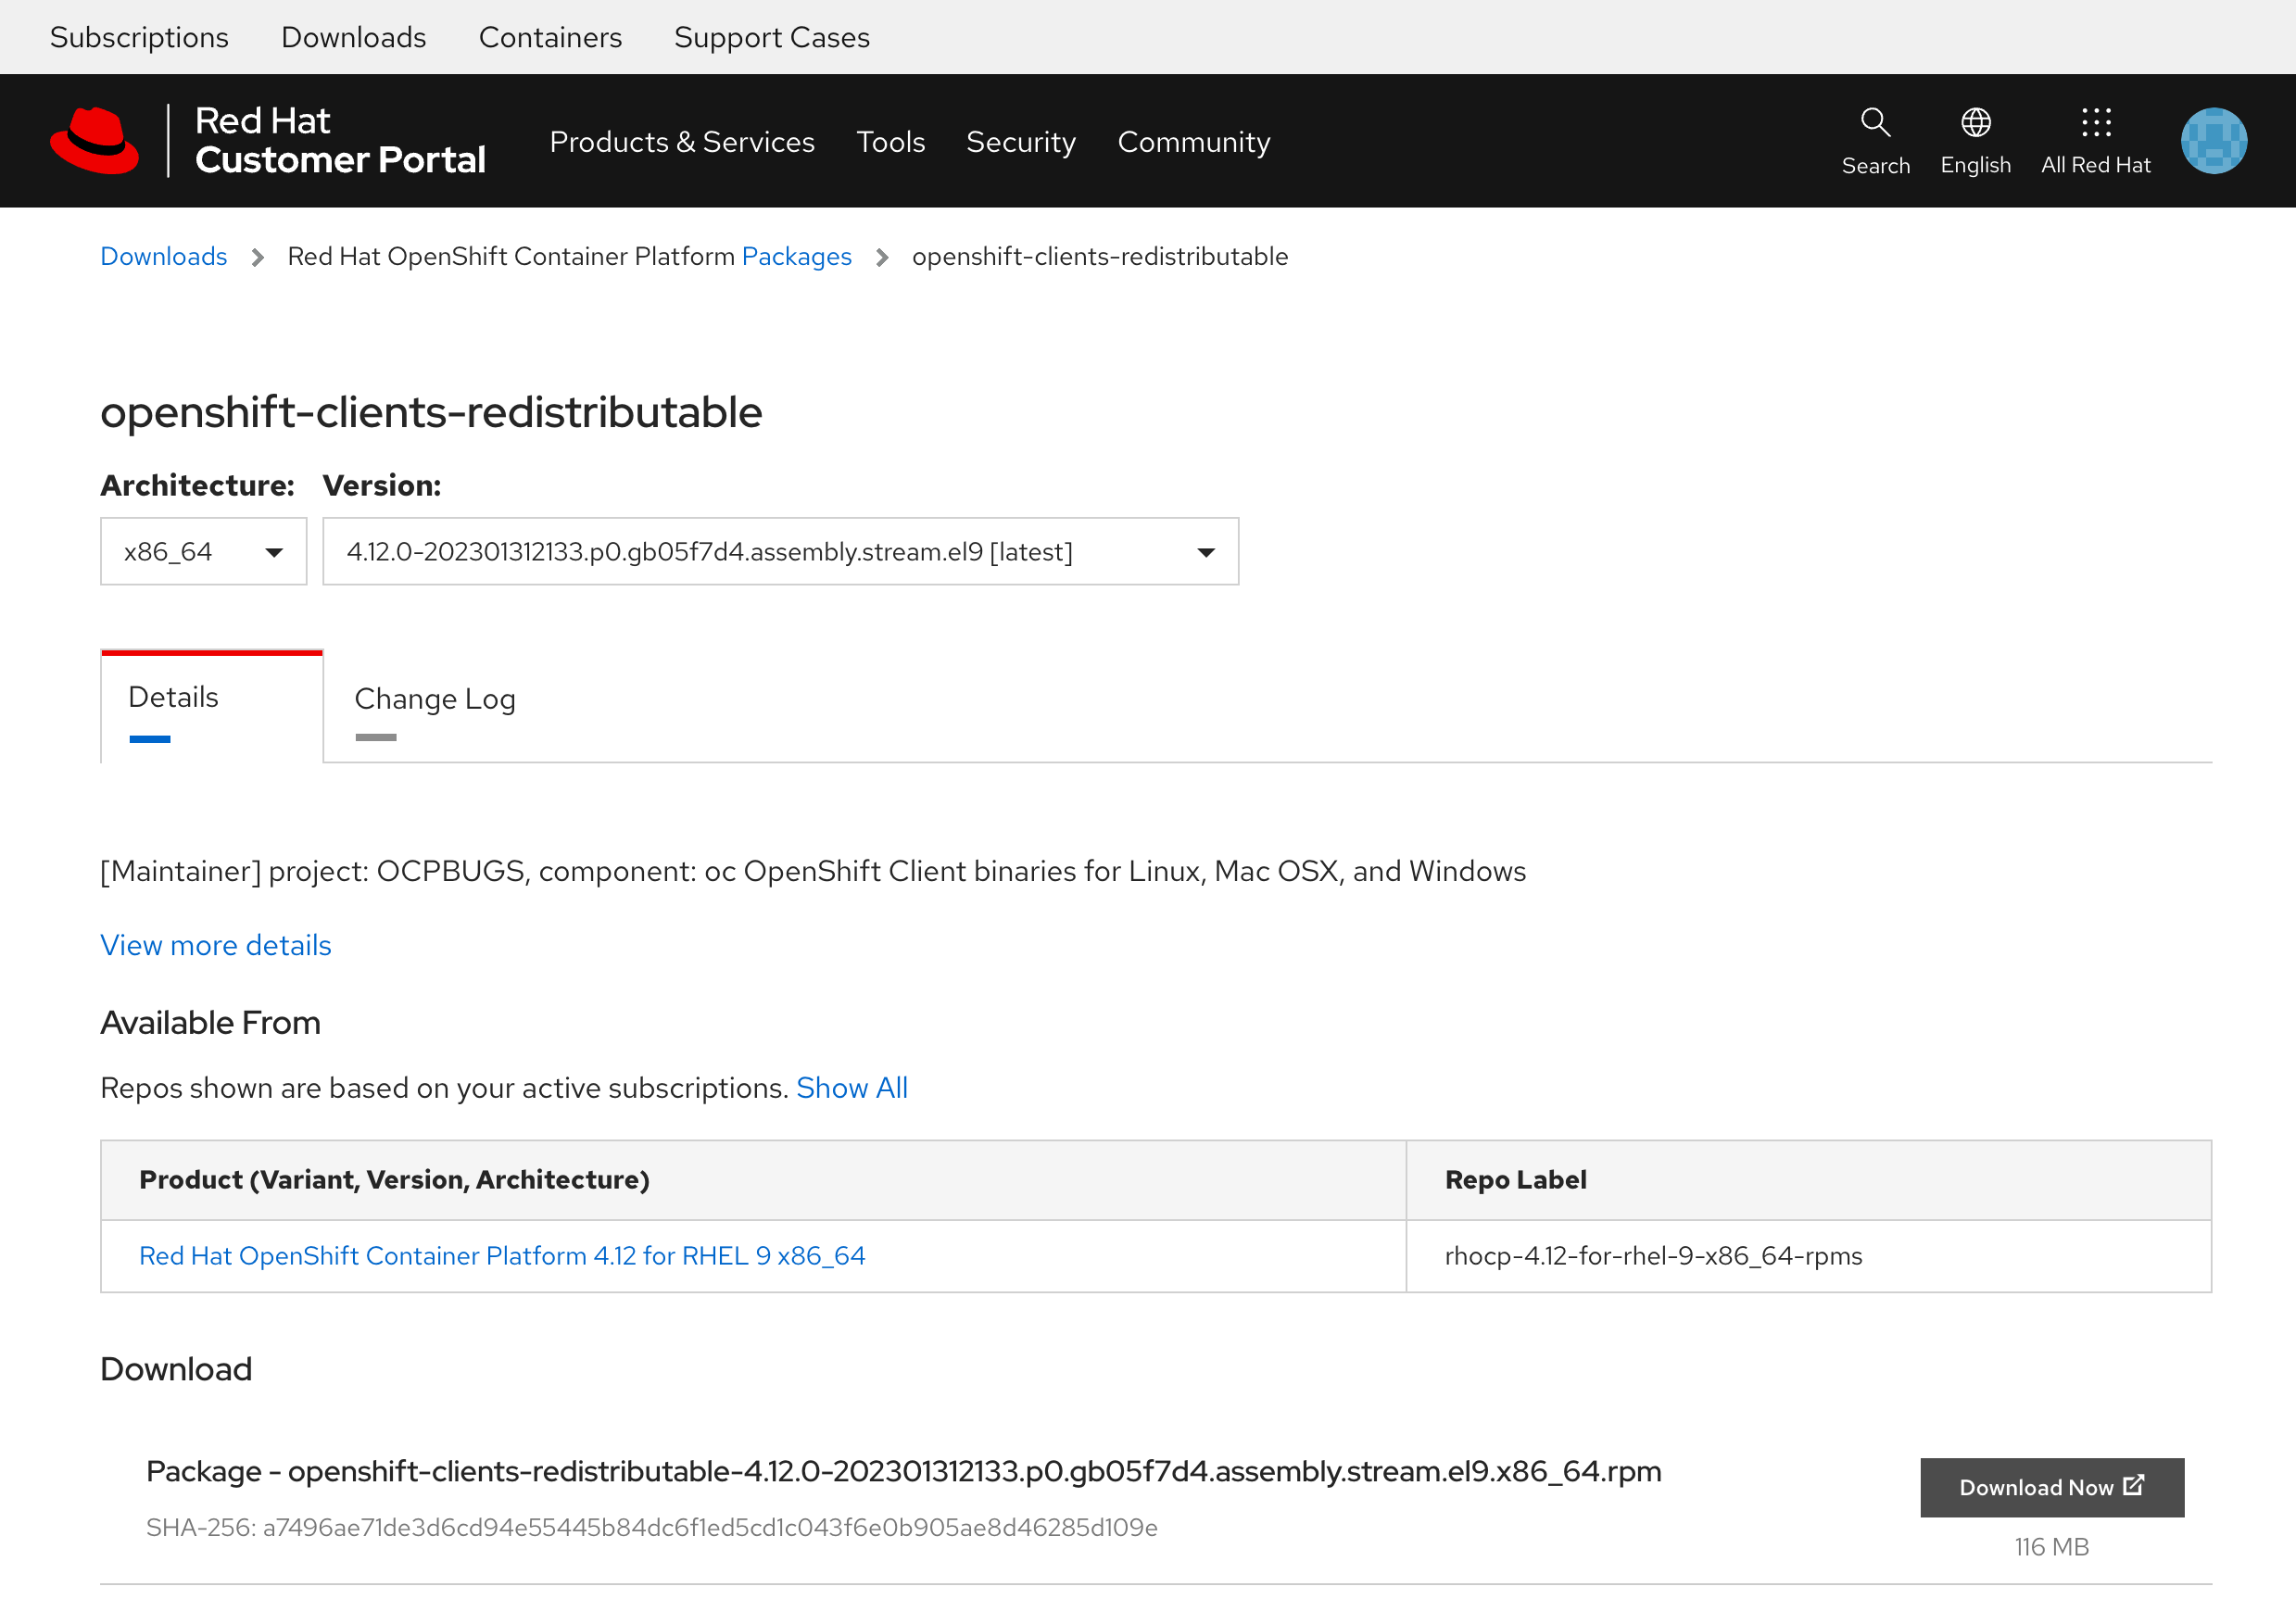 Subscriptions Downloads Containers Support Cases
Red Hat
Customer Portal
Products & Services Tools Security Community
Search English All Red Hat
Downloads Red Hat OpenShift Container Platform Packages openshift-clients-redistributable
openshift-clients-redistributable
Architecture: Version:
x86_64 4.12.0-202301312133.p0.gb05f7d4.assembly.stream.el9 [latest]
Details Change Log
[Maintainer] project: OCPBUGS, component: oc OpenShift Client binaries for Linux, Mac OSX, and Windows
View more details
Available From
Repos shown are based on your active subscriptions. Show All
Product (Variant, Version, Architecture) Repo Label
Red Hat OpenShift Container Platform 4.12 for RHEL 9 x86_64 rhocp-4.12-for-rhel-9-x86_64-rpms
Download
Package - openshift-clients-redistributable-4.12.0-202301312133.p0.gb05f7d4.assembly.stream.el9.x86_64.rpm
Download Now
SHA-256: a7496ae71de3d6cd94e55445b84dc6f1ed5cd1c043f6e0b905ae8d46285d109e
116 MB